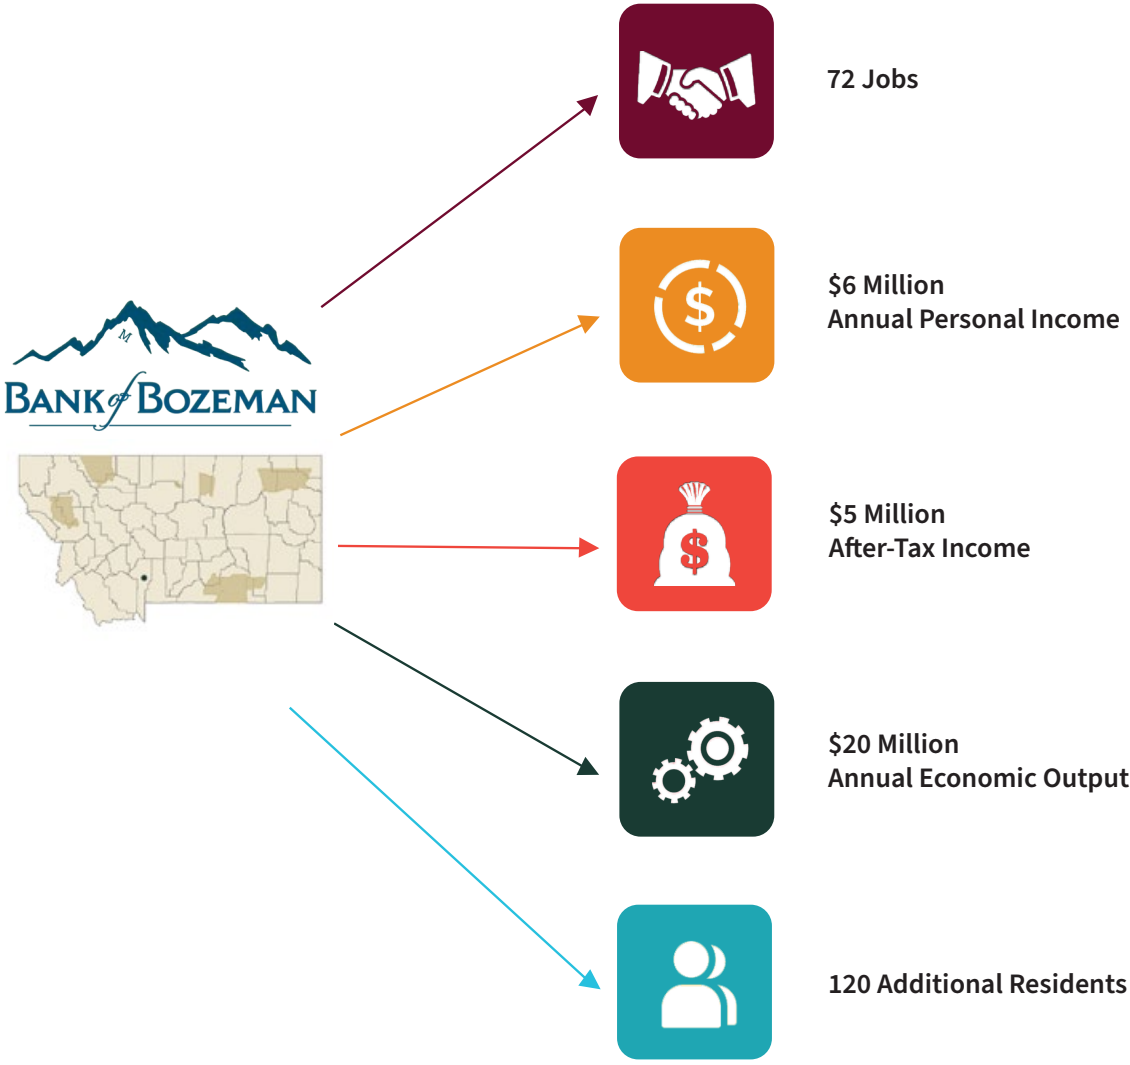 72 Jobs
$6 Million
Annual Personal Income
M
BANK of BOZEMAN
$
$5 Million
After-Tax Income
$
$20 Million
Annual Economic Output
120 Additional Residents